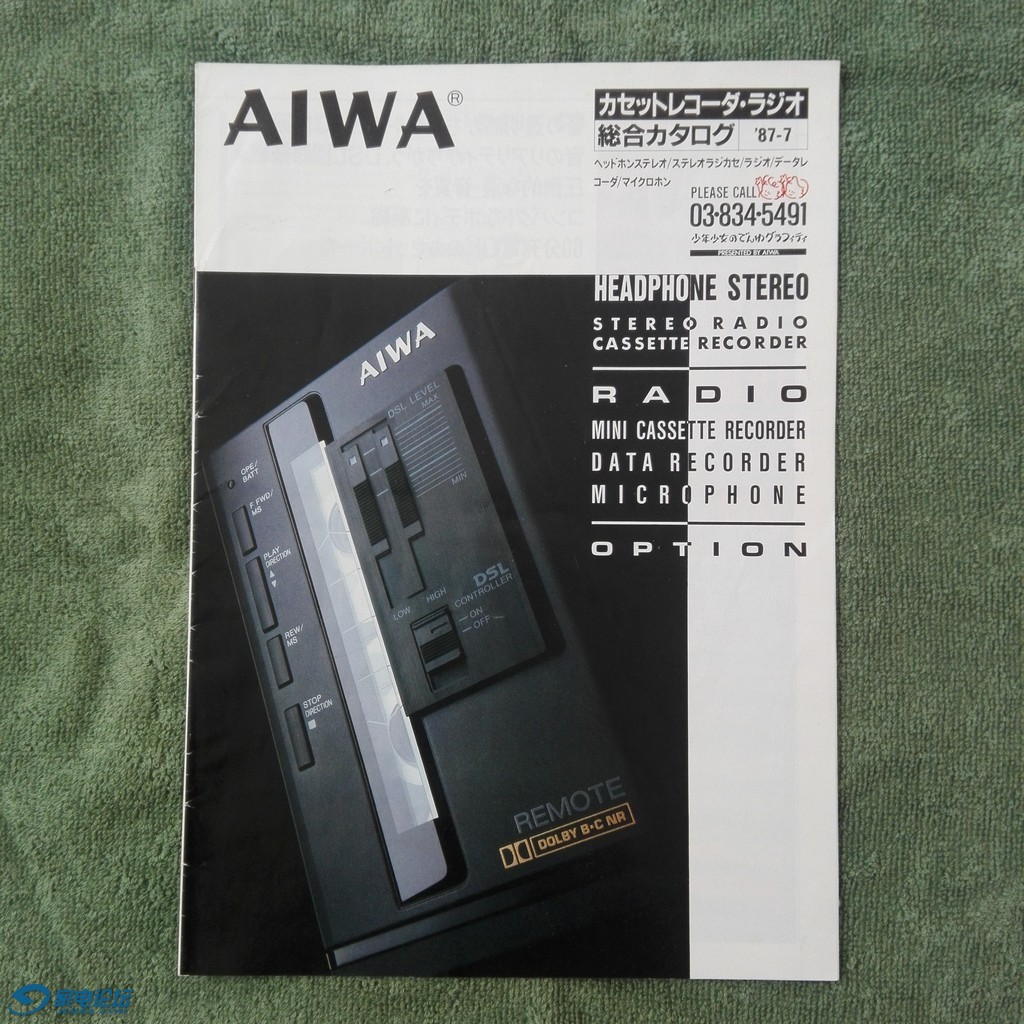 AIWA®
カセットレコーダ・ラジオ
総合カタログ '87-7
ヘッドホンステレオ/ステレオラジカセ/ラジオ/データレ
コーダ/マイクロホン
PLEASE CALL
03・834・5491
少年少女のでんわグラフィティ
PRESENTED BY AIWA
HEADPHONE STEREO
STEREO RADIO
CASSETTE RECORDER
RADIO
MINI CASSETTE RECORDER
DATA RECORDER
MICROPHONE
OPTION
AIWA
DSL LEVEL
MAX
MIN
OPE/
BATT
F FWD/
MS
PLAY
DIRECTION
REW/
MS
STOP
DIRECTION
LOW HIGH
DSL
CONTROLLER
ON
OFF
REMOTE
DOLBY B・C NR
家电论坛